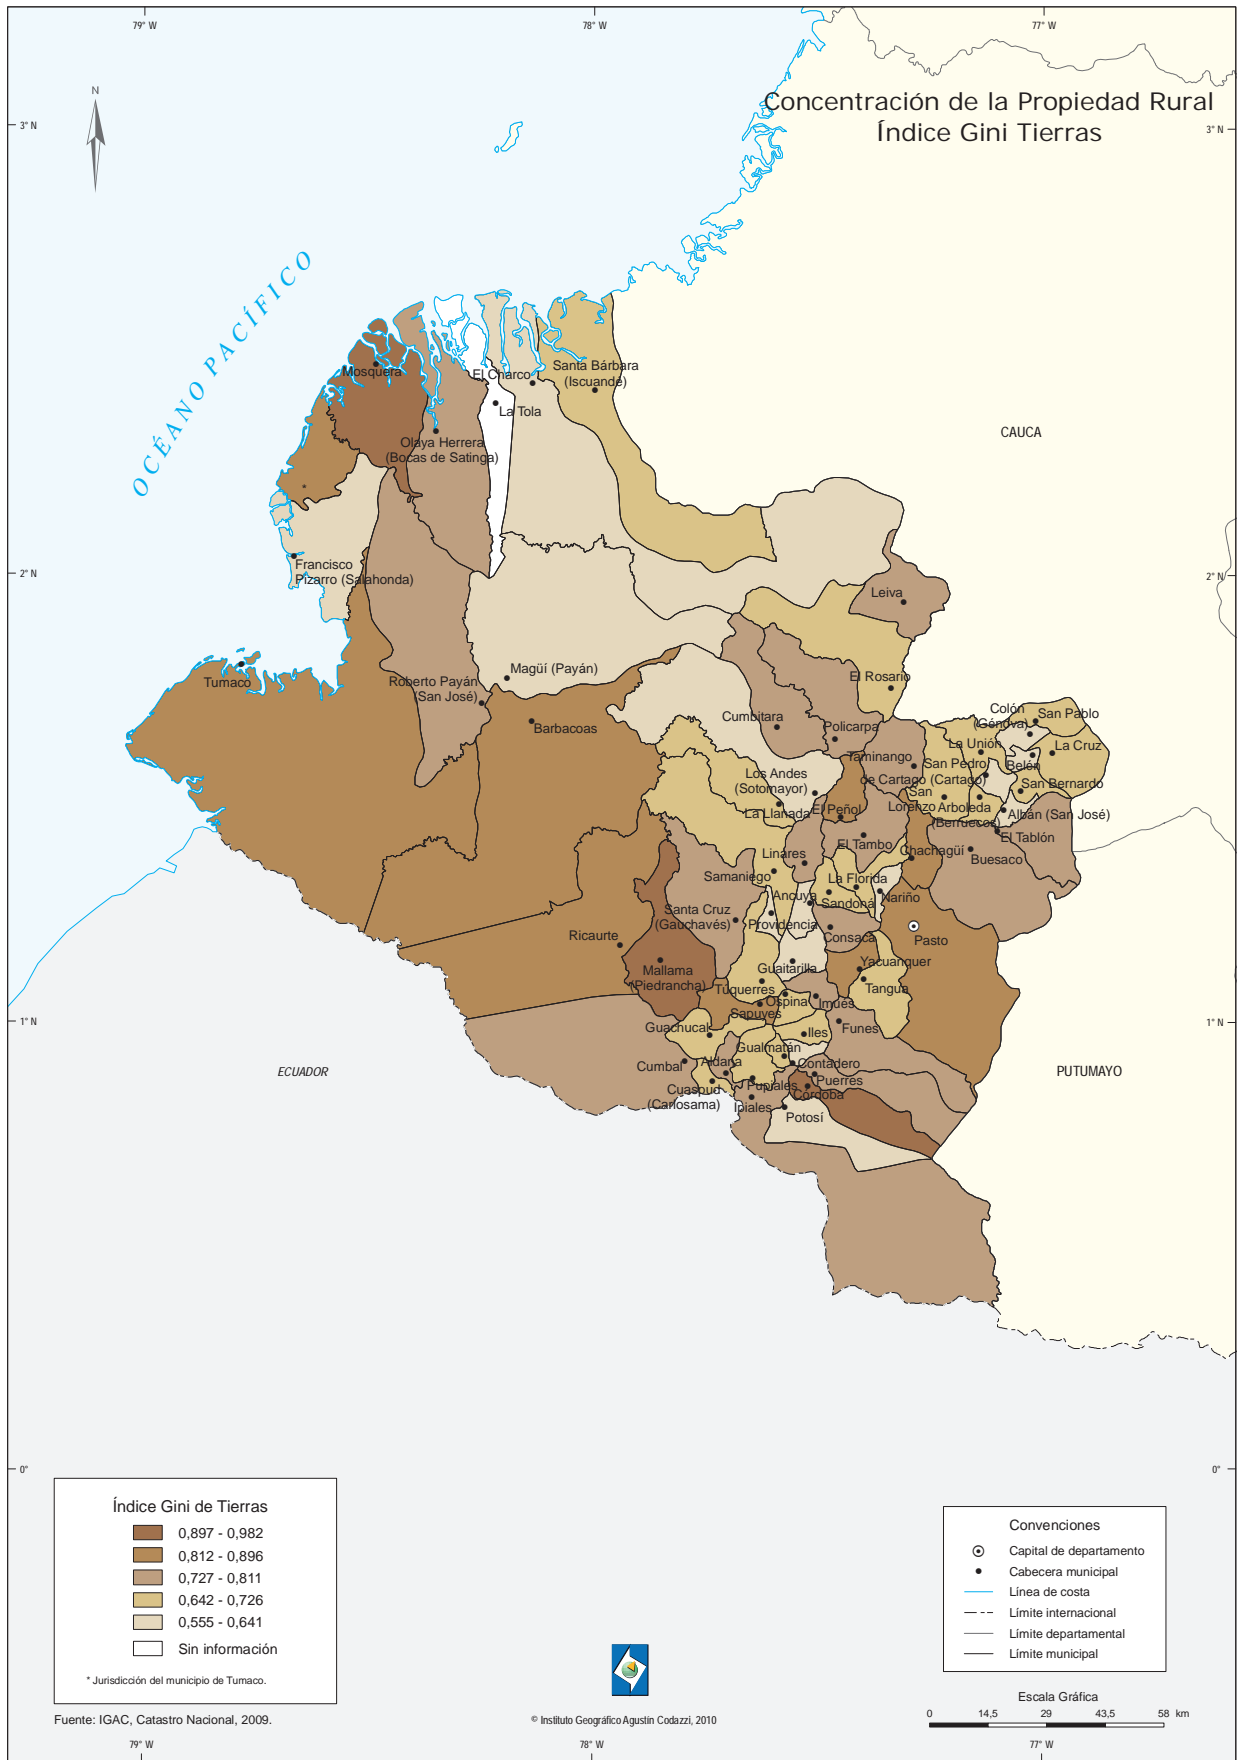 79° W
78° W
77° W
Concentración de la Propiedad Rural
Índice Gini Tierras
N
3° N
3° N
OCÉANO PACÍFICO
Mosquera
El Charco
Santa Bárbara
(Iscuandé)
La Tola
Olaya Herrera
(Bocas de Satinga)
CAUCA
*
Francisco
Pizarro (Salahonda)
2° N
2° N
Leiva
Tumaco
Magüí (Payán)
Roberto Payán
(San José)
El Rosario
Barbacoas
Cumbitara
Policarpa
Colón
(Génova)
San Pablo
La Unión
La Cruz
Taminango
San Pedro
de Cartago (Cartago)
Belén
Los Andes
(Sotomayor)
San Bernardo
La Llanada
El Peñol
San
Lorenzo
Arboleda
(Berruecos)
Albán (San José)
El Tablón
El Tambo
Chachagüí
Buesaco
Linares
Samaniego
La Florida
Ancuya
Sandoná
Nariño
Santa Cruz
(Gauchavés)
Providencia
Consacá
Pasto
Ricaurte
Mallama
(Piedrancha)
Guaitarilla
Yacuanquer
Túquerres
Tangua
Ospina
Imués
Sapuyes
Guachucal
Iles
Funes
1° N
1° N
Gualmatán
Cumbal
Aldana
Contadero
Pupiales
Puerres
Cuaspud
(Carlosama)
Córdoba
Ipiales
Potosí
ECUADOR
PUTUMAYO
0°
0°
Índice Gini de Tierras
0,897 - 0,982
0,812 - 0,896
0,727 - 0,811
0,642 - 0,726
0,555 - 0,641
Sin información
* Jurisdicción del municipio de Tumaco.
Fuente: IGAC, Catastro Nacional, 2009.
© Instituto Geográfico Agustín Codazzi, 2010
Convenciones
Capital de departamento
Cabecera municipal
Línea de costa
Límite internacional
Límite departamental
Límite municipal
Escala Gráfica
0 14,5 29 43,5 58 km
79° W
78° W
77° W